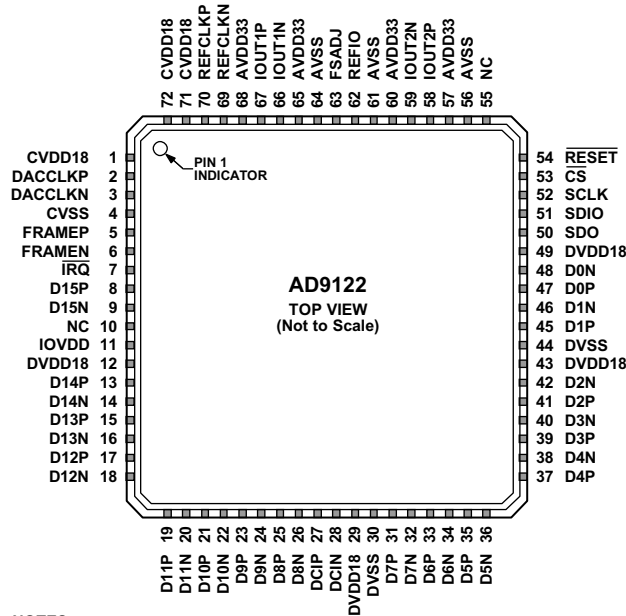 72 CVDD18
71 CVDD18
70 REFCLKP
69 REFCLKN
68 AVDD33
67 IOUT1P
66 IOUT1N
65 AVDD33
64 AVSS
63 FSADJ
62 REFIO
61 AVSS
60 AVDD33
59 IOUT2N
58 IOUT2P
57 AVDD33
56 AVSS
55 NC
CVDD18 1
DACCLKP 2
DACCLKN 3
CVSS 4
FRAMEP 5
FRAMEN 6
IRQ 7
D15P 8
D15N 9
NC 10
IOVDD 11
DVDD18 12
D14P 13
D14N 14
D13P 15
D13N 16
D12P 17
D12N 18
PIN 1
INDICATOR
AD9122
TOP VIEW
(Not to Scale)
54 RESET
53 CS
52 SCLK
51 SDIO
50 SDO
49 DVDD18
48 D0N
47 D0P
46 D1N
45 D1P
44 DVSS
43 DVDD18
42 D2N
41 D2P
40 D3N
39 D3P
38 D4N
37 D4P
D11P 19
D11N 20
D10P 21
D10N 22
D9P 23
D9N 24
D8P 25
D8N 26
DCIP 27
DCIN 28
DVDD18 29
DVSS 30
D7P 31
D7N 32
D6P 33
D6N 34
D5P 35
D5N 36